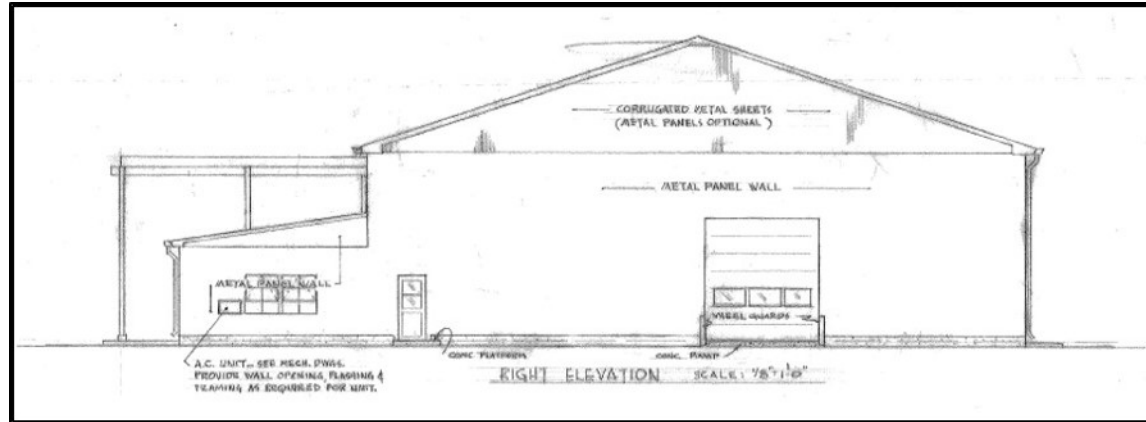 CORRUGATED METAL SHEETS
(METAL PANELS OPTIONAL)
METAL PANEL WALL
METAL PANEL WALL
WHEEL GUARDS
A.C. UNIT - SEE MECH. DWGS.
PROVIDE WALL OPENING, FLASHING &
FRAMING AS REQUIRED FOR UNIT.
CONC PLATFORM
CONC. RAMP
RIGHT ELEVATION SCALE: 1/8"=1'-0"